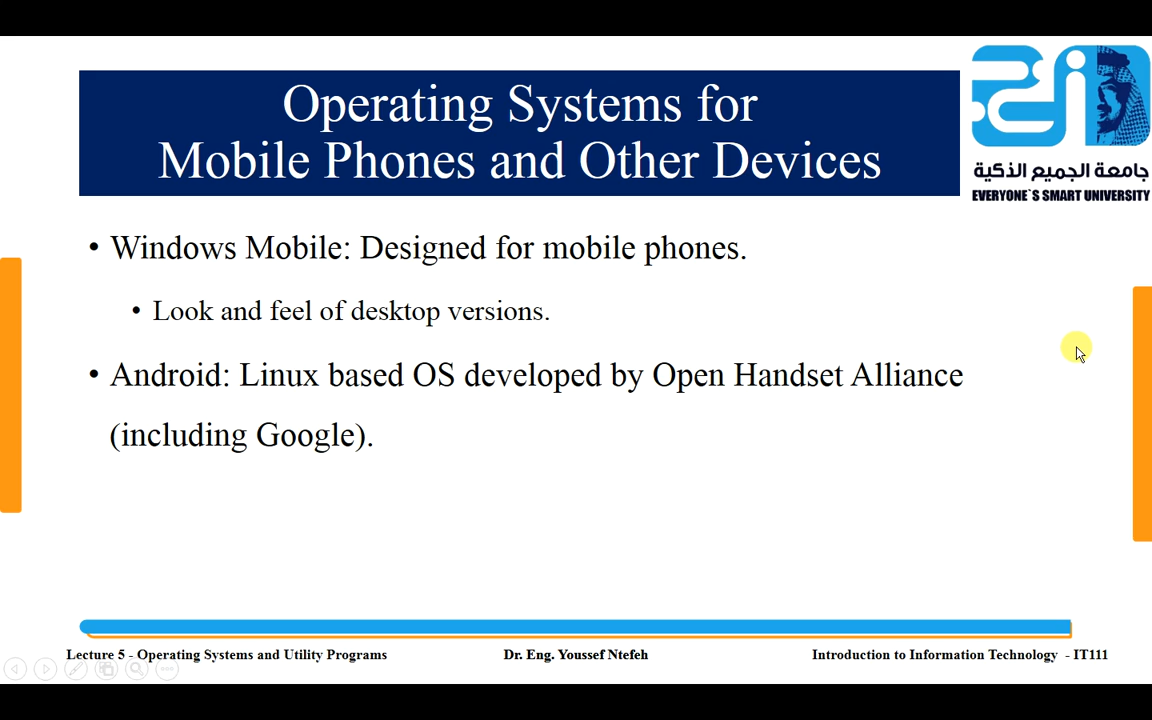 Operating Systems for
Mobile Phones and Other Devices
جامعة الجميع الذكية
EVERYONE`S SMART UNIVERSITY
• Windows Mobile: Designed for mobile phones.
• Look and feel of desktop versions.
• Android: Linux based OS developed by Open Handset Alliance
(including Google).
Lecture 5 - Operating Systems and Utility Programs
Dr. Eng. Youssef Ntefeh
Introduction to Information Technology - IT111